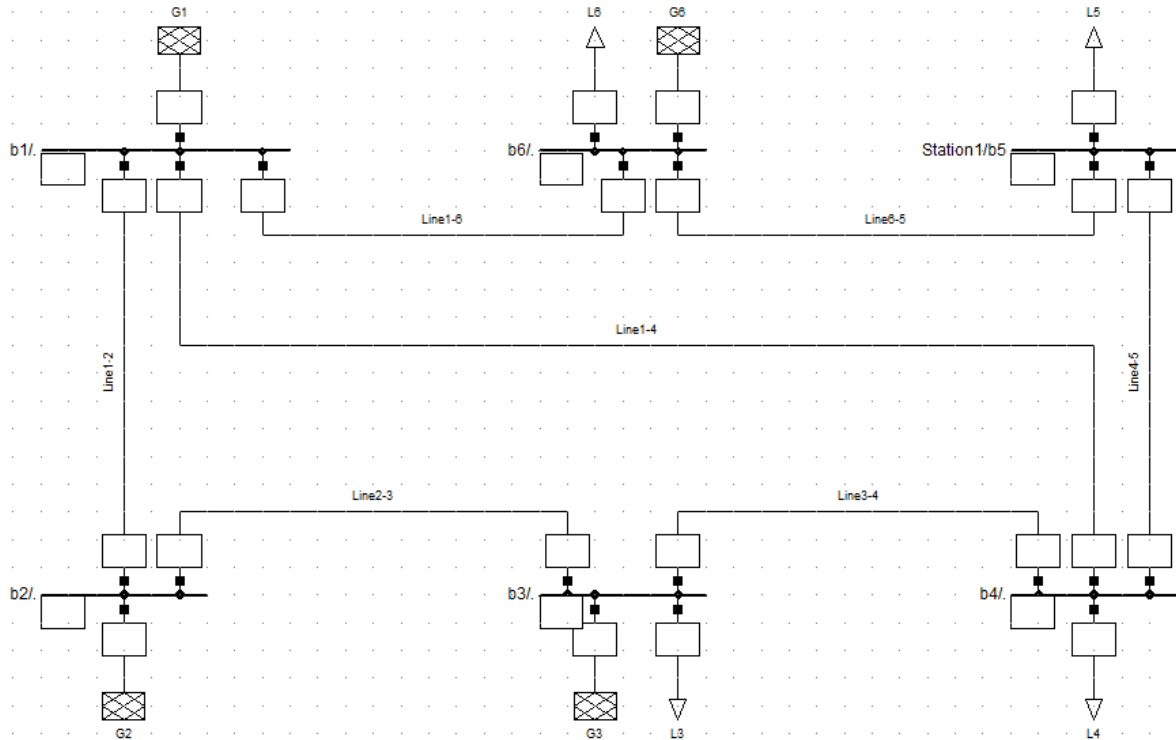 G1
L6
G6
L5
b1/.
b6/.
Station1/b5
Line1-6
Line6-5
Line1-4
Line1-2
Line4-5
Line2-3
Line3-4
b2/.
b3/.
b4/.
G2
G3
L3
L4